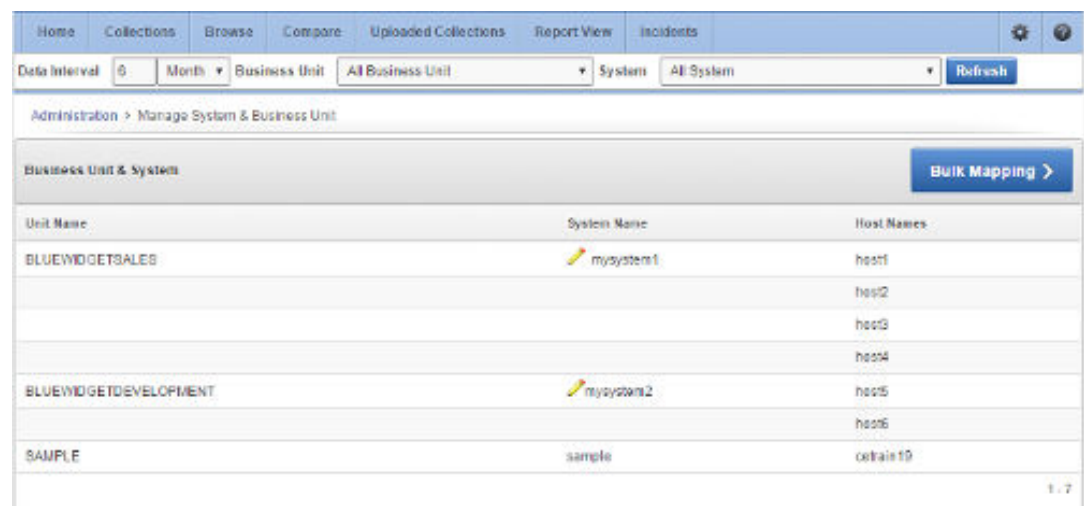 Home Collections Browse Compare Uploaded Collections Report View Incidents
Data Interval 6 Month Business Unit All Business Unit System All System Refresh
Administration > Manage System & Business Unit
Business Unit & System Bulk Mapping >
Unit Name System Name Host Names
BLUEWIDGETSALES mysystem1 host1
host2
host3
host4
BLUEWIDGETDEVELOPMENT mysystem2 host5
host6
SAMPLE sample cetrain19
1 - 7